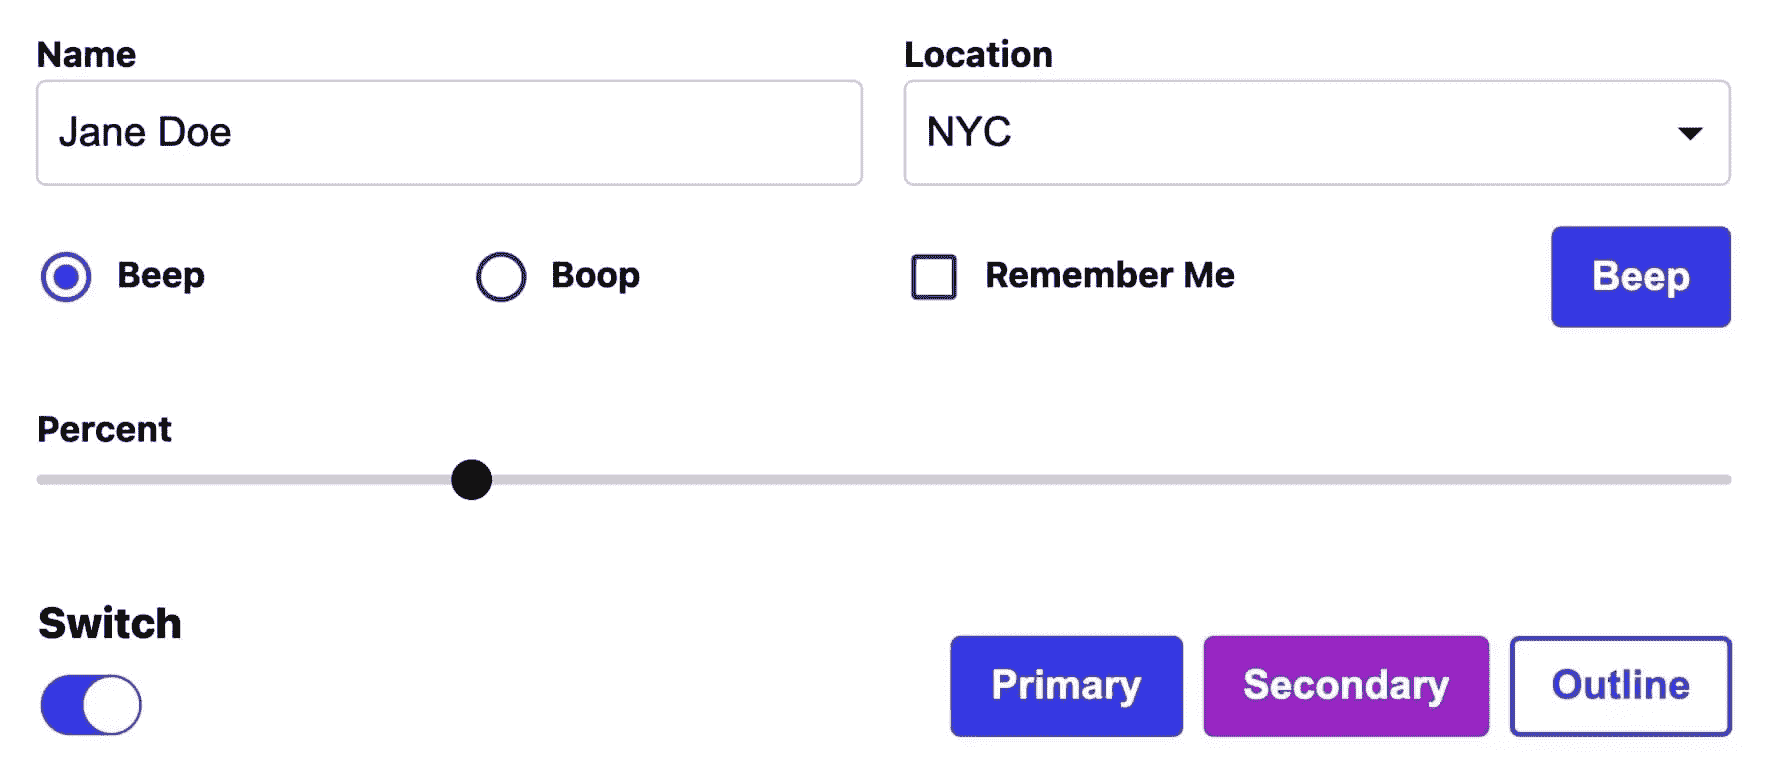 Name
Location
Jane Doe
NYC
Beep
Boop
Remember Me
Beep
Percent
Switch
Primary
Secondary
Outline